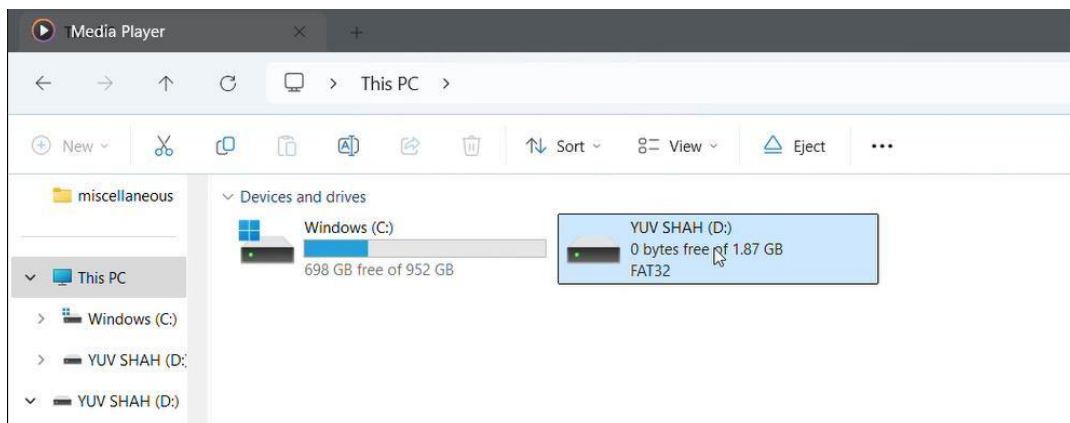 Media Player
This PC
New
Sort
View
Eject
miscellaneous
Devices and drives
Windows (C:)
698 GB free of 952 GB
YUV SHAH (D:)
0 bytes free of 1.87 GB
FAT32
This PC
Windows (C:)
YUV SHAH (D:
YUV SHAH (D:)